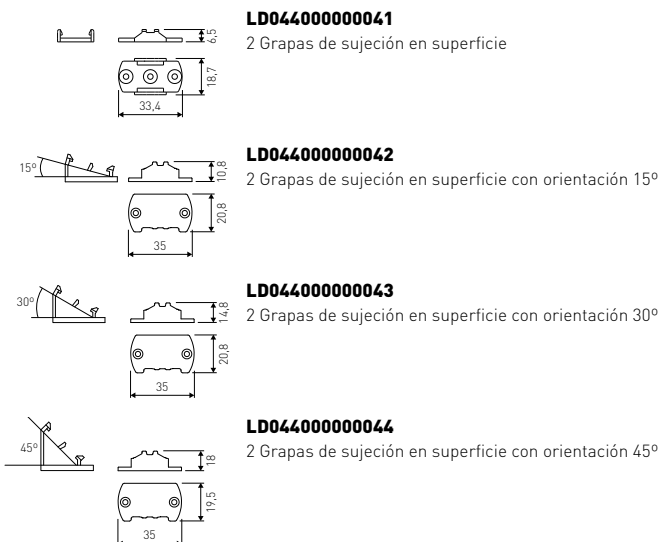 LD044000000041
2 Grapas de sujeción en superficie
6,5
18,7
33,4
LD044000000042
2 Grapas de sujeción en superficie con orientación 15º
15º
10,8
20,8
35
LD044000000043
2 Grapas de sujeción en superficie con orientación 30º
30º
14,8
20,8
35
LD044000000044
2 Grapas de sujeción en superficie con orientación 45º
45º
18
19,5
35